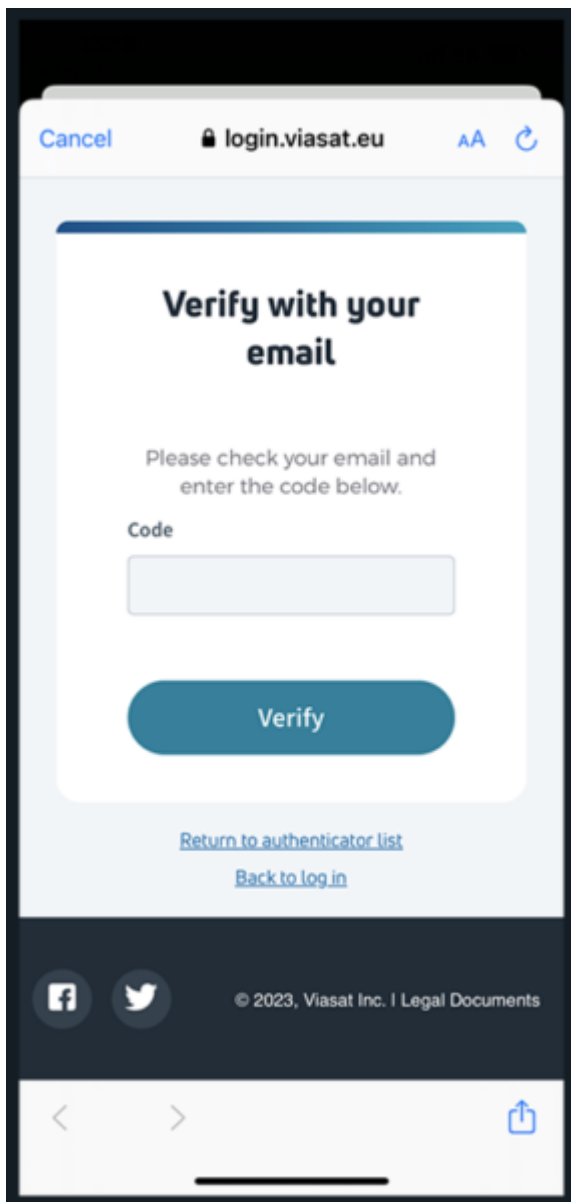 Cancel login.viasat.eu AA
Verify with your
email
Please check your email and
enter the code below.
Code
Verify
Return to authenticator list
Back to log in
© 2023, Viasat Inc. I Legal Documents